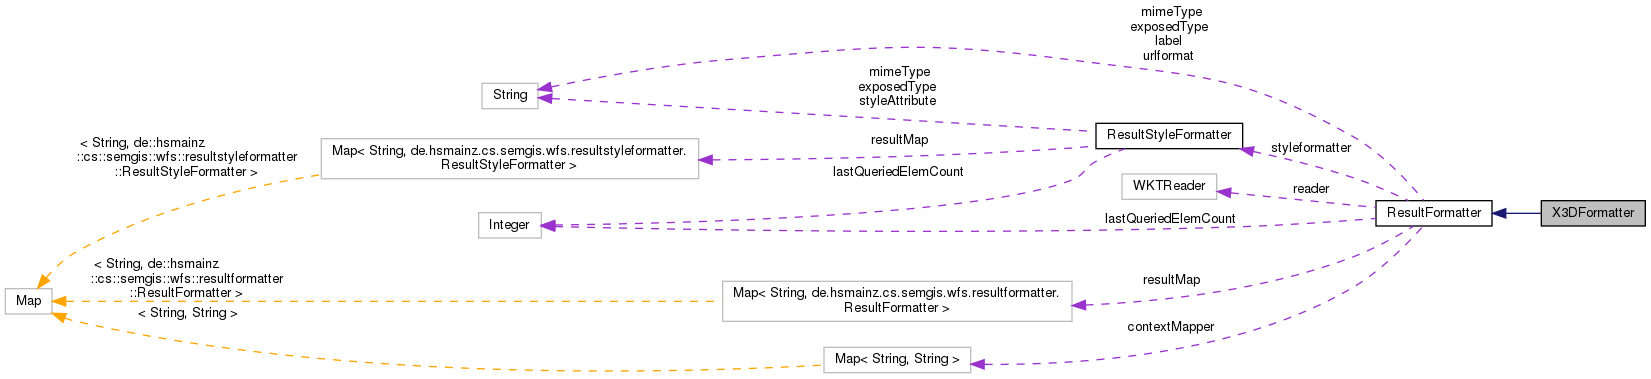 mimeType
exposedType
label
urlformat
mimeType
exposedType
styleAttribute
String
ResultStyleFormatter
< String, de::hsmainz
::cs::semgis::wfs::resultstyleformatter
::ResultStyleFormatter >
Map< String, de.hsmainz.cs.semgis.wfs.resultstyleformatter.
ResultStyleFormatter >
resultMap
styleformatter
lastQueriedElemCount
WKTReader
reader
Integer
lastQueriedElemCount
ResultFormatter
X3DFormatter
< String, de::hsmainz
::cs::semgis::wfs::resultformatter
::ResultFormatter >
Map
< String, String >
Map< String, de.hsmainz.cs.semgis.wfs.resultformatter.
ResultFormatter >
resultMap
contextMapper
Map< String, String >